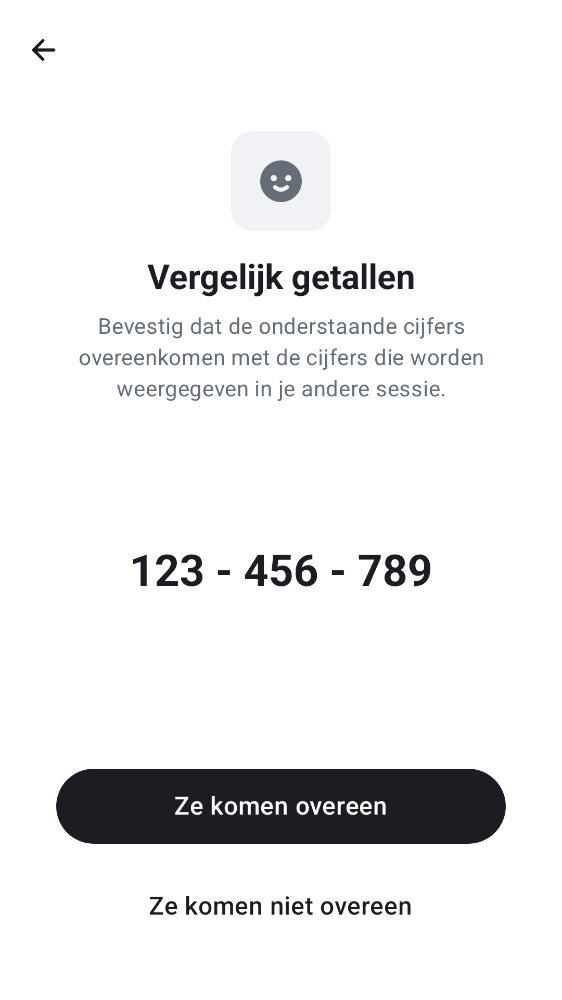 Vergelijk getallen
Bevestig dat de onderstaande cijfers
overeenkomen met de cijfers die worden
weergegeven in je andere sessie.
123 - 456 - 789
Ze komen overeen
Ze komen niet overeen